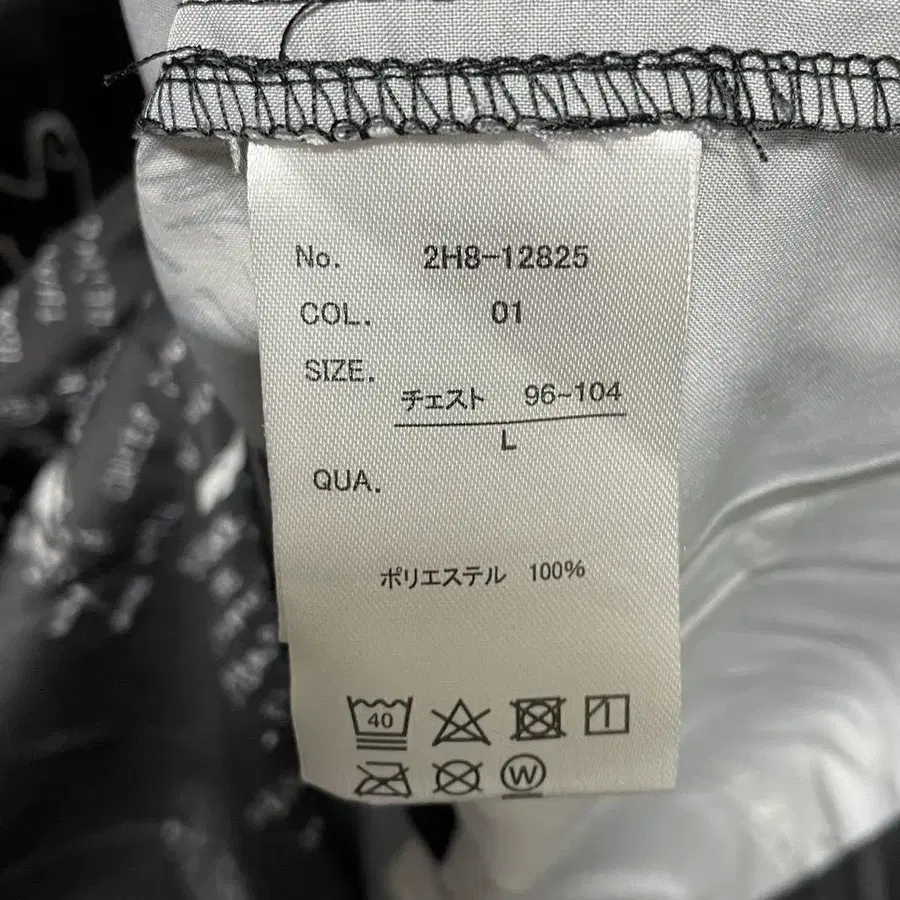 No. 2H8-12825
COL. 01
SIZE.
チェスト 96~104
L
QUA.
ポリエステル 100%
40
W